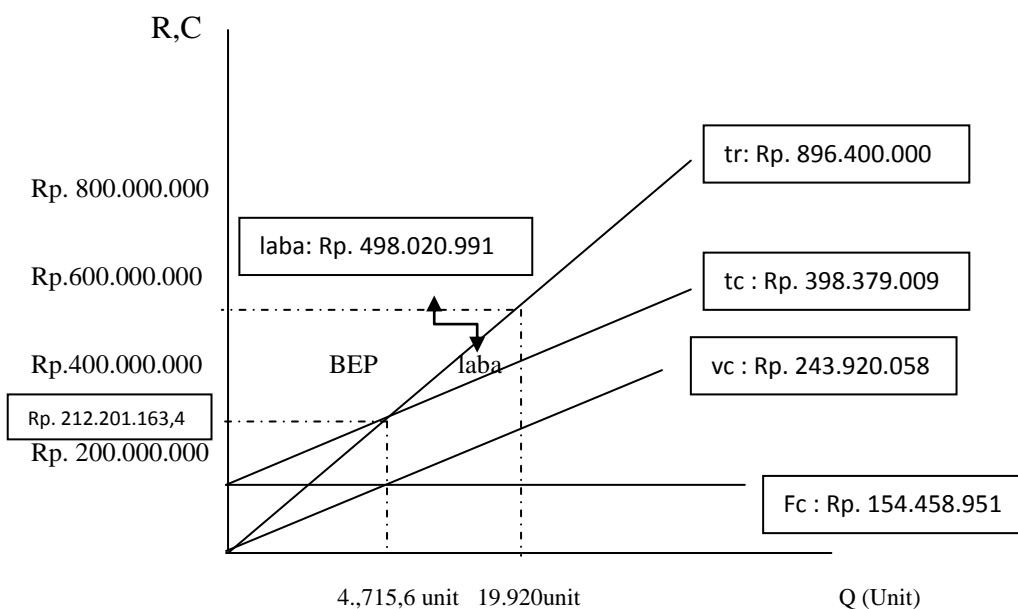 R,C
tr: Rp. 896.400.000
Rp. 800.000.000
laba: Rp. 498.020.991
Rp.600.000.000
tc : Rp. 398.379.009
Rp.400.000.000
BEP
laba
vc : Rp. 243.920.058
Rp. 212.201.163,4
Rp. 200.000.000
Fc : Rp. 154.458.951
4.,715,6 unit
19.920unit
Q (Unit)